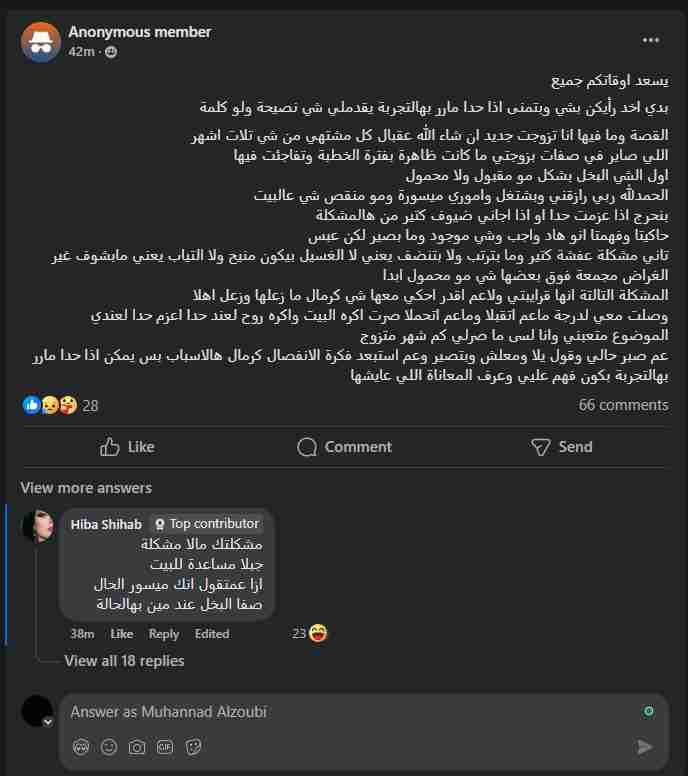 Anonymous member
42m
يسعد اوقاتكم جميع
بدي اخد رأيكن بشي وبتمنى اذا حدا مارر بهالتجربة يقدملي شي نصيحة ولو كلمة
القصة وما فيها انا تزوجت جديد ان شاء الله عقبال كل مشتهي من شي تلات اشهر
اللي صاير في صفات بزوجتي ما كانت ظاهرة بفترة الخطبة وتفاجئت فيها
اول الشي البخل بشكل مو مقبول ولا محمول
الحمدلله ربي رازقني وبشتغل واموري ميسورة ومو منقص شي عالبيت
بنحرج اذا عزمت حدا او اذا اجاني ضيوف كتير من هالمشكلة
حاكيتا وفهمتا انو هاد واجب وشي موجود وما بصير لكن عبس
تاني مشكلة عفشة كتير وما بترتب ولا بتنضف يعني لا الغسيل بيكون منيح ولا التياب يعني مابشوف غير
الغراض مجمعة فوق بعضها شي مو محمول ابدا
المشكلة التالتة انها قرايبتي ولاعم اقدر احكي معها شي كرمال ما زعلها وزعل اهلا
وصلت معي لدرجة ماعم اتقبلا وماعم اتحملا صرت اكره البيت واكره روح لعند حدا اعزم حدا لعندي
الموضوع متعبني وانا لسى ما صرلي كم شهر متزوج
عم صبر حالي وقول يلا ومعلش وبتصير وعم استبعد فكرة الانفصال كرمال هالاسباب بس يمكن اذا حدا مارر
بهالتجربة بكون فهم عليي وعرف المعاناة اللي عايشها
28
66 comments
Like
Comment
Send
View more answers
Hiba Shihab Top contributor
مشكلتك مالا مشكلة
جبلا مساعدة للبيت
ازا عمتقول انك ميسور الحال
صفا البخل عند مين بهالحالة
38m Like Reply Edited 23
View all 18 replies
Answer as Muhannad Alzoubi
GIF